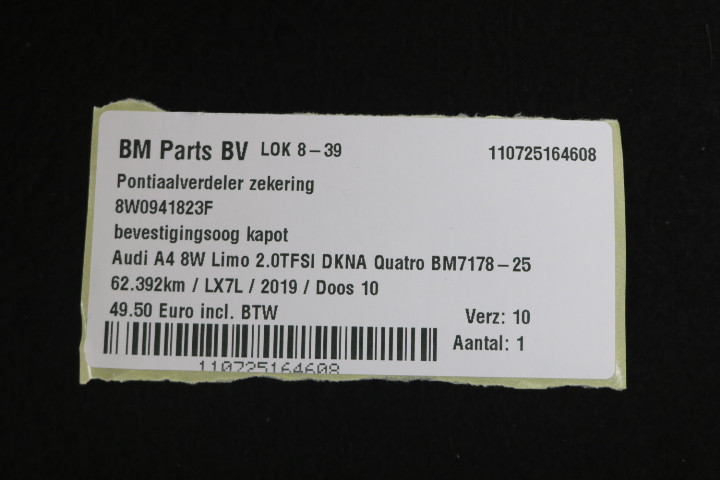 BM Parts BV LOK 8-39 110725164608
Pontiaalverdeler zekering
8W0941823F
bevestigingsoog kapot
Audi A4 8W Limo 2.0TFSI DKNA Quatro BM7178-25
62.392km / LX7L / 2019 / Doos 10
49.50 Euro incl. BTW Verz: 10
Aantal: 1
110725164608